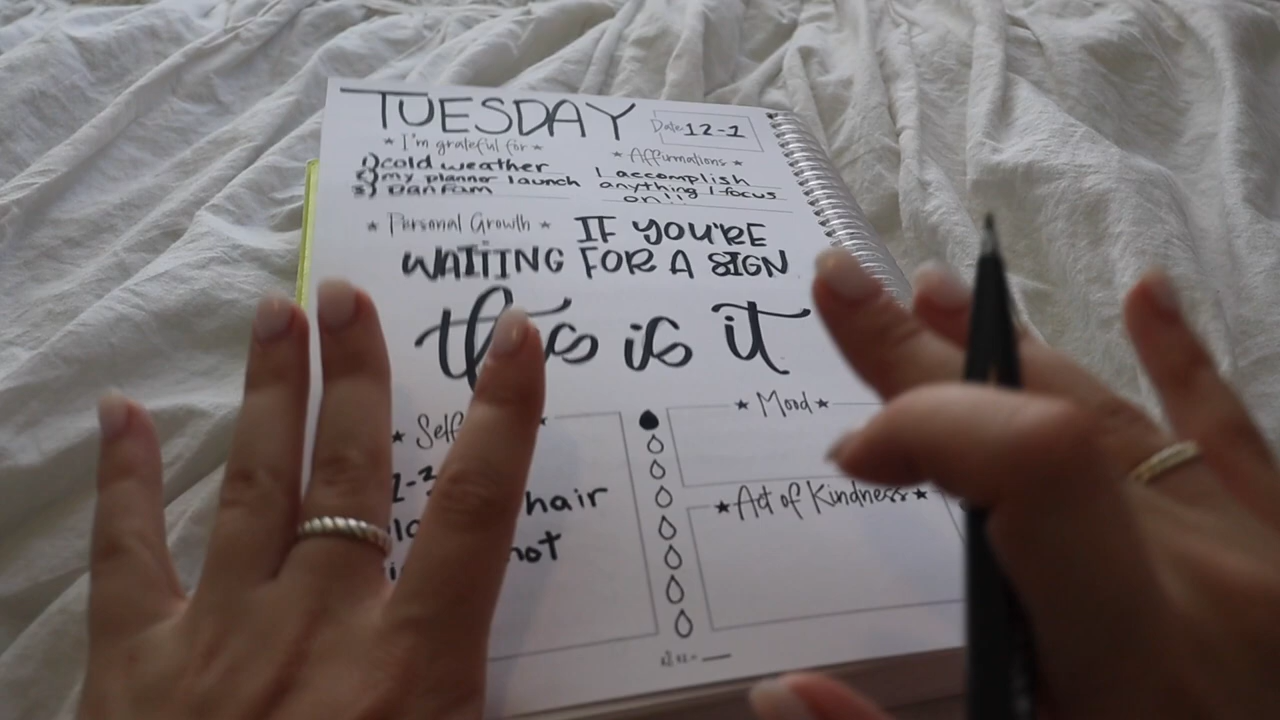 TUESDAY
Date 12-1
★ I'm grateful for ★
1) cold weather
2) my planner launch
3) Dan Fam
★ Affirmations ★
I accomplish
anything I focus
on!!
★ Personal Growth ★
IF YOU'RE
WAITING FOR A SIGN
this is it
★ Self
hair
not
★ Mood ★
★ Act of Kindness ★